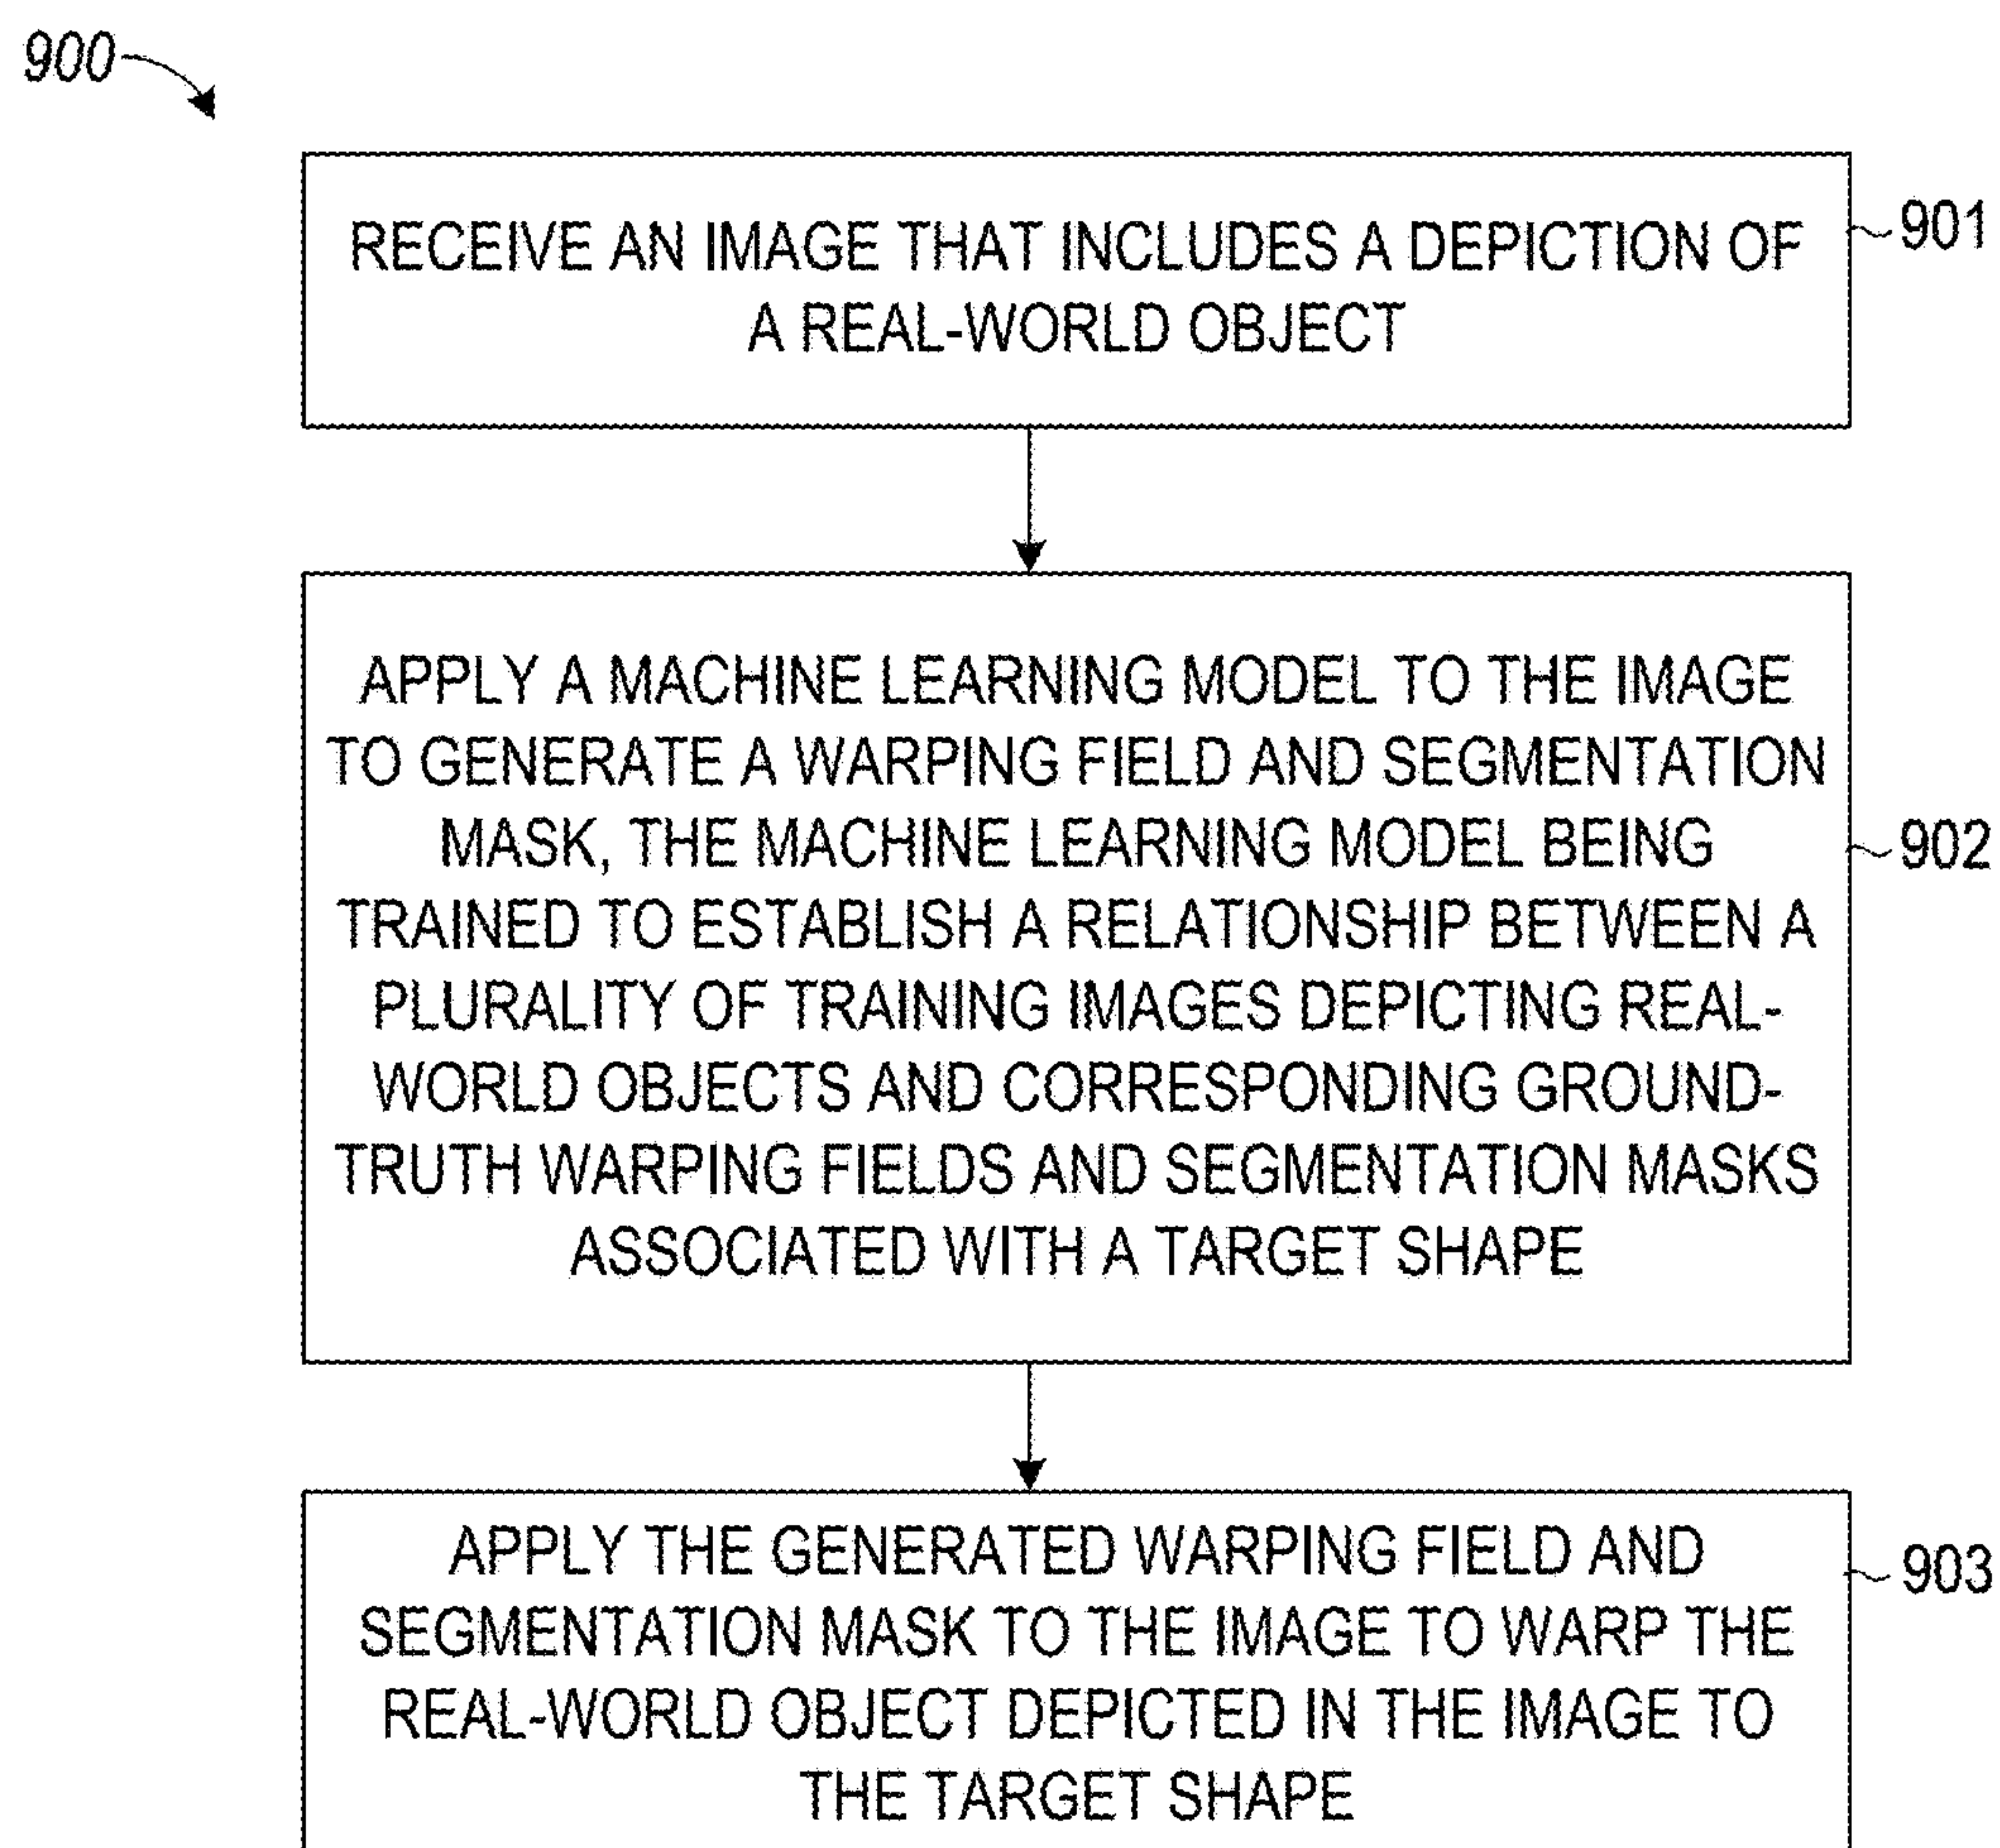 900
RECEIVE AN IMAGE THAT INCLUDES A DEPICTION OF
A REAL-WORLD OBJECT
901
APPLY A MACHINE LEARNING MODEL TO THE IMAGE
TO GENERATE A WARPING FIELD AND SEGMENTATION
MASK, THE MACHINE LEARNING MODEL BEING
TRAINED TO ESTABLISH A RELATIONSHIP BETWEEN A
PLURALITY OF TRAINING IMAGES DEPICTING REAL-
WORLD OBJECTS AND CORRESPONDING GROUND-
TRUTH WARPING FIELDS AND SEGMENTATION MASKS
ASSOCIATED WITH A TARGET SHAPE
902
APPLY THE GENERATED WARPING FIELD AND
SEGMENTATION MASK TO THE IMAGE TO WARP THE
REAL-WORLD OBJECT DEPICTED IN THE IMAGE TO
THE TARGET SHAPE
903